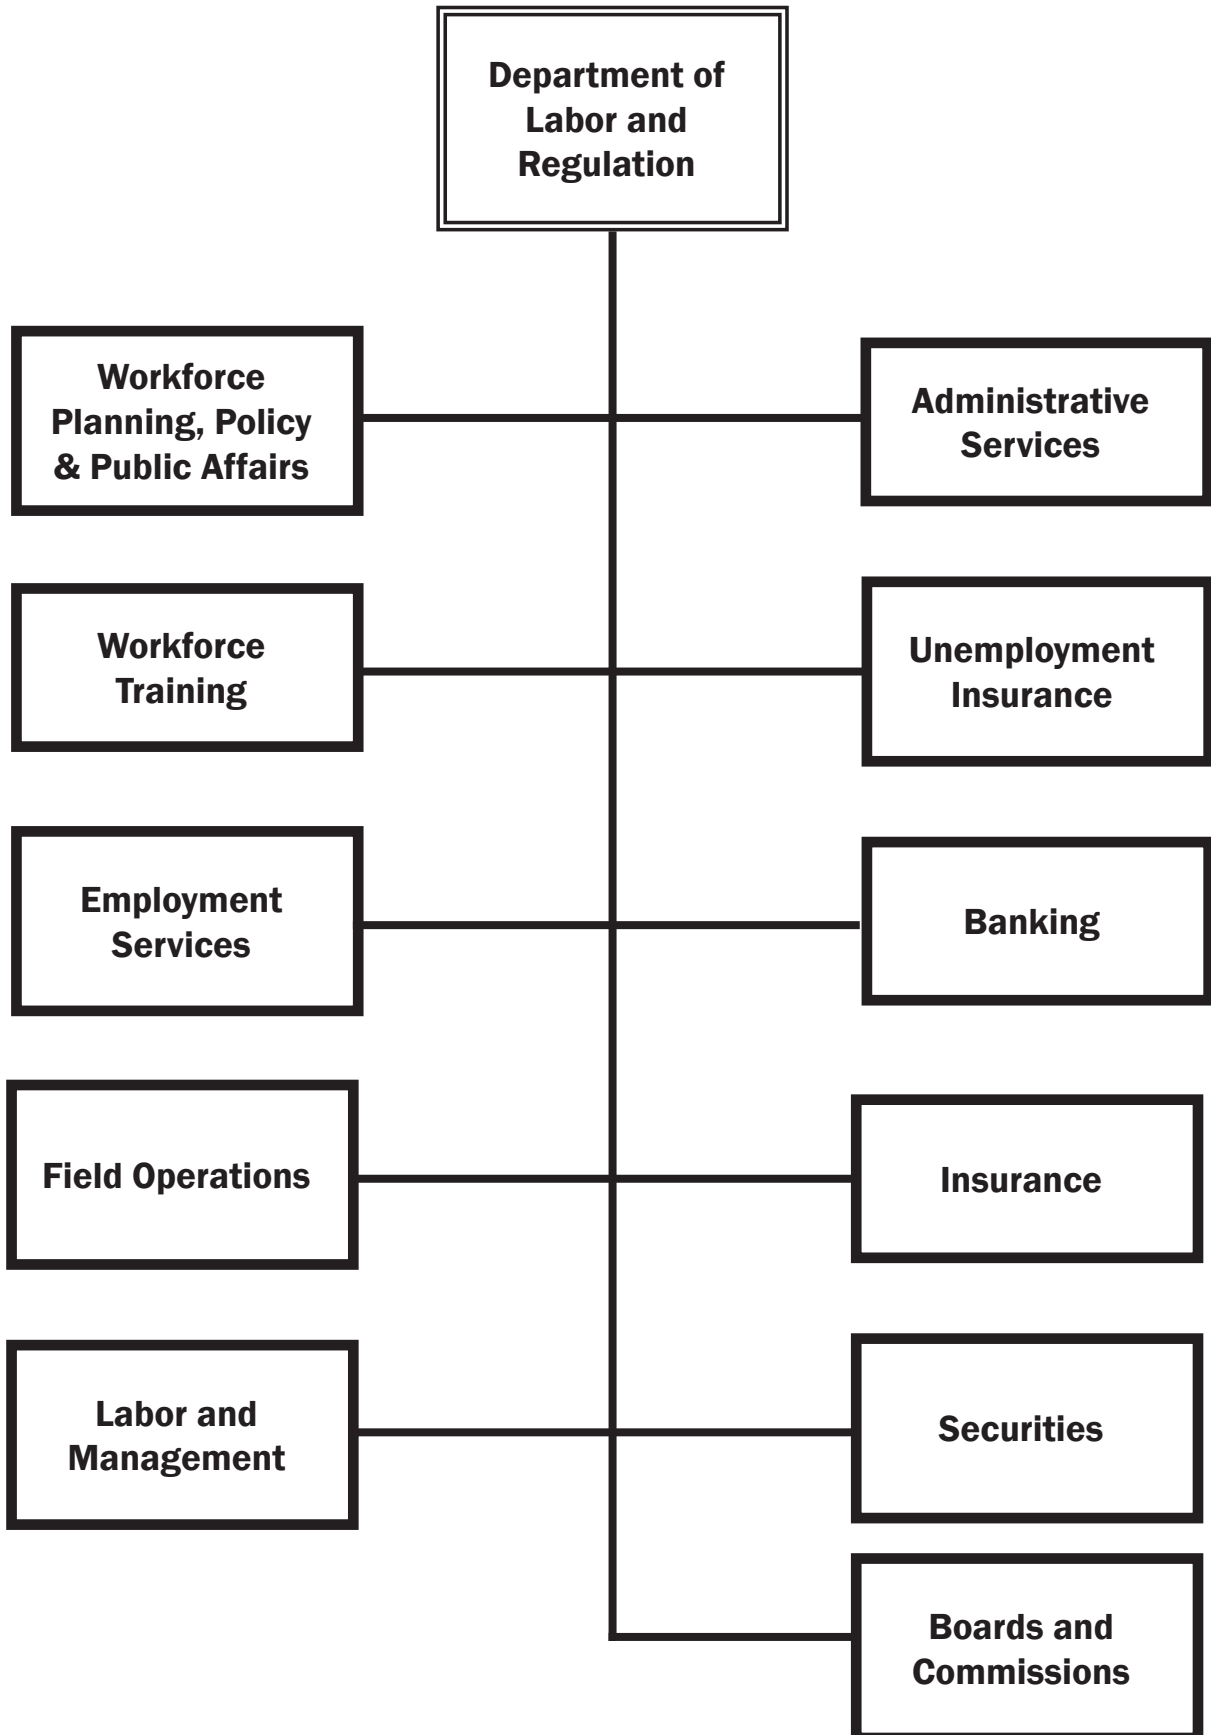 Department of
Labor and
Regulation
Workforce
Planning, Policy
& Public Affairs
Administrative
Services
Workforce
Training
Unemployment
Insurance
Employment
Services
Banking
Field Operations
Insurance
Labor and
Management
Securities
Boards and
Commissions